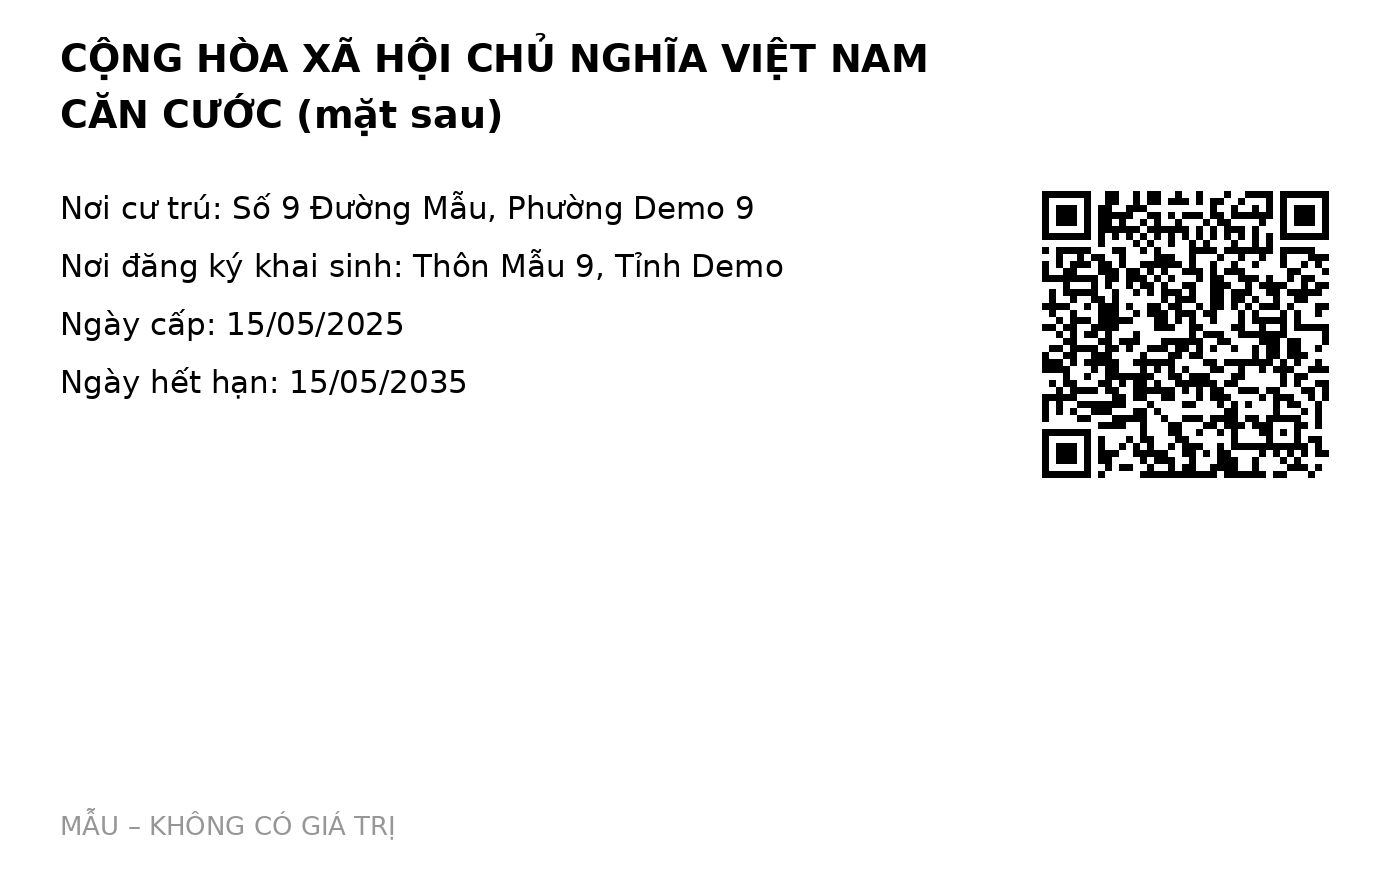 CỘNG HÒA XÃ HỘI CHỦ NGHĨA VIỆT NAM
CĂN CƯỚC (mặt sau)
Nơi cư trú: Số 9 Đường Mẫu, Phường Demo 9
Nơi đăng ký khai sinh: Thôn Mẫu 9, Tỉnh Demo
Ngày cấp: 15/05/2025
Ngày hết hạn: 15/05/2035
MẪU – KHÔNG CÓ GIÁ TRỊ